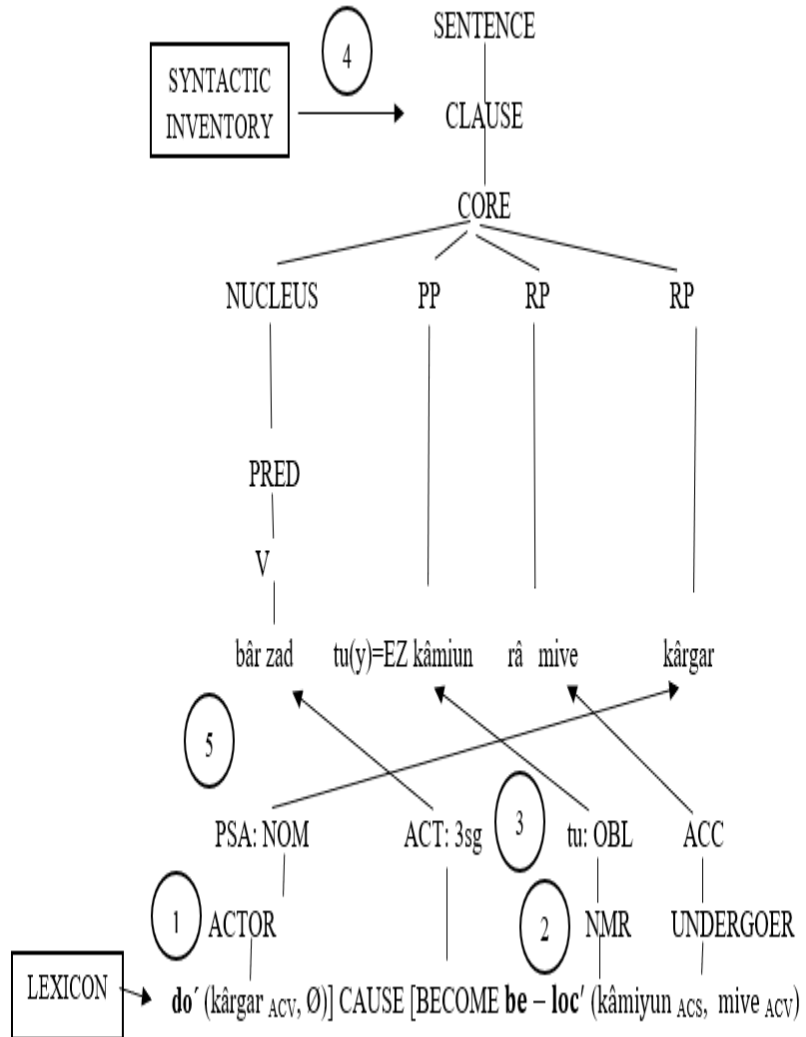 SENTENCE
4
SYNTACTIC
INVENTORY
CLAUSE
CORE
NUCLEUS PP RP RP
PRED
V
bâr zad tu(y)=EZ kâmiun râ mive kârgar
5
PSA: NOM ACT: 3sg 3 tu: OBL ACC
1 ACTOR 2 NMR UNDERGOER
LEXICON
do´ (kârgar ACV, Ø)] CAUSE [BECOME be – loc' (kâmiyun ACS, mive ACV)